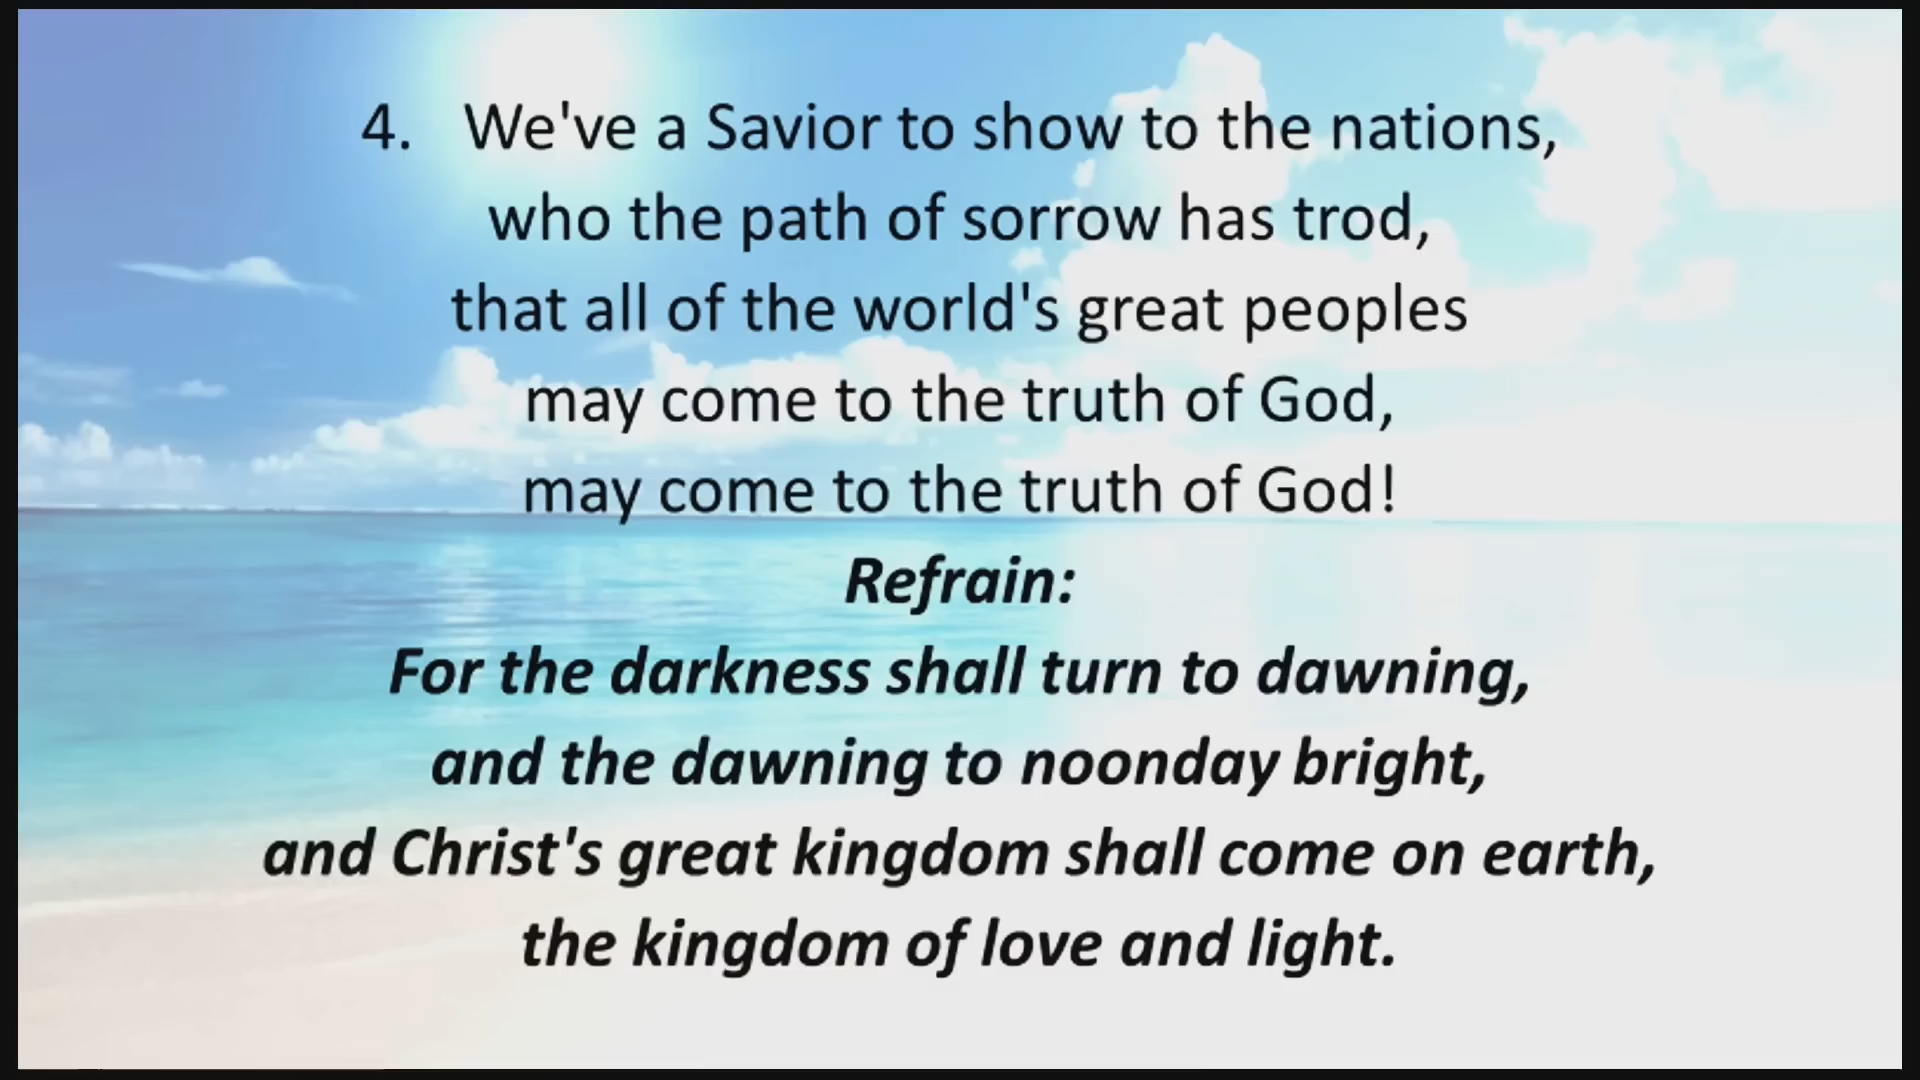 4. We've a Savior to show to the nations,
who the path of sorrow has trod,
that all of the world's great peoples
may come to the truth of God,
may come to the truth of God!
Refrain:
For the darkness shall turn to dawning,
and the dawning to noonday bright,
and Christ's great kingdom shall come on earth,
the kingdom of love and light.